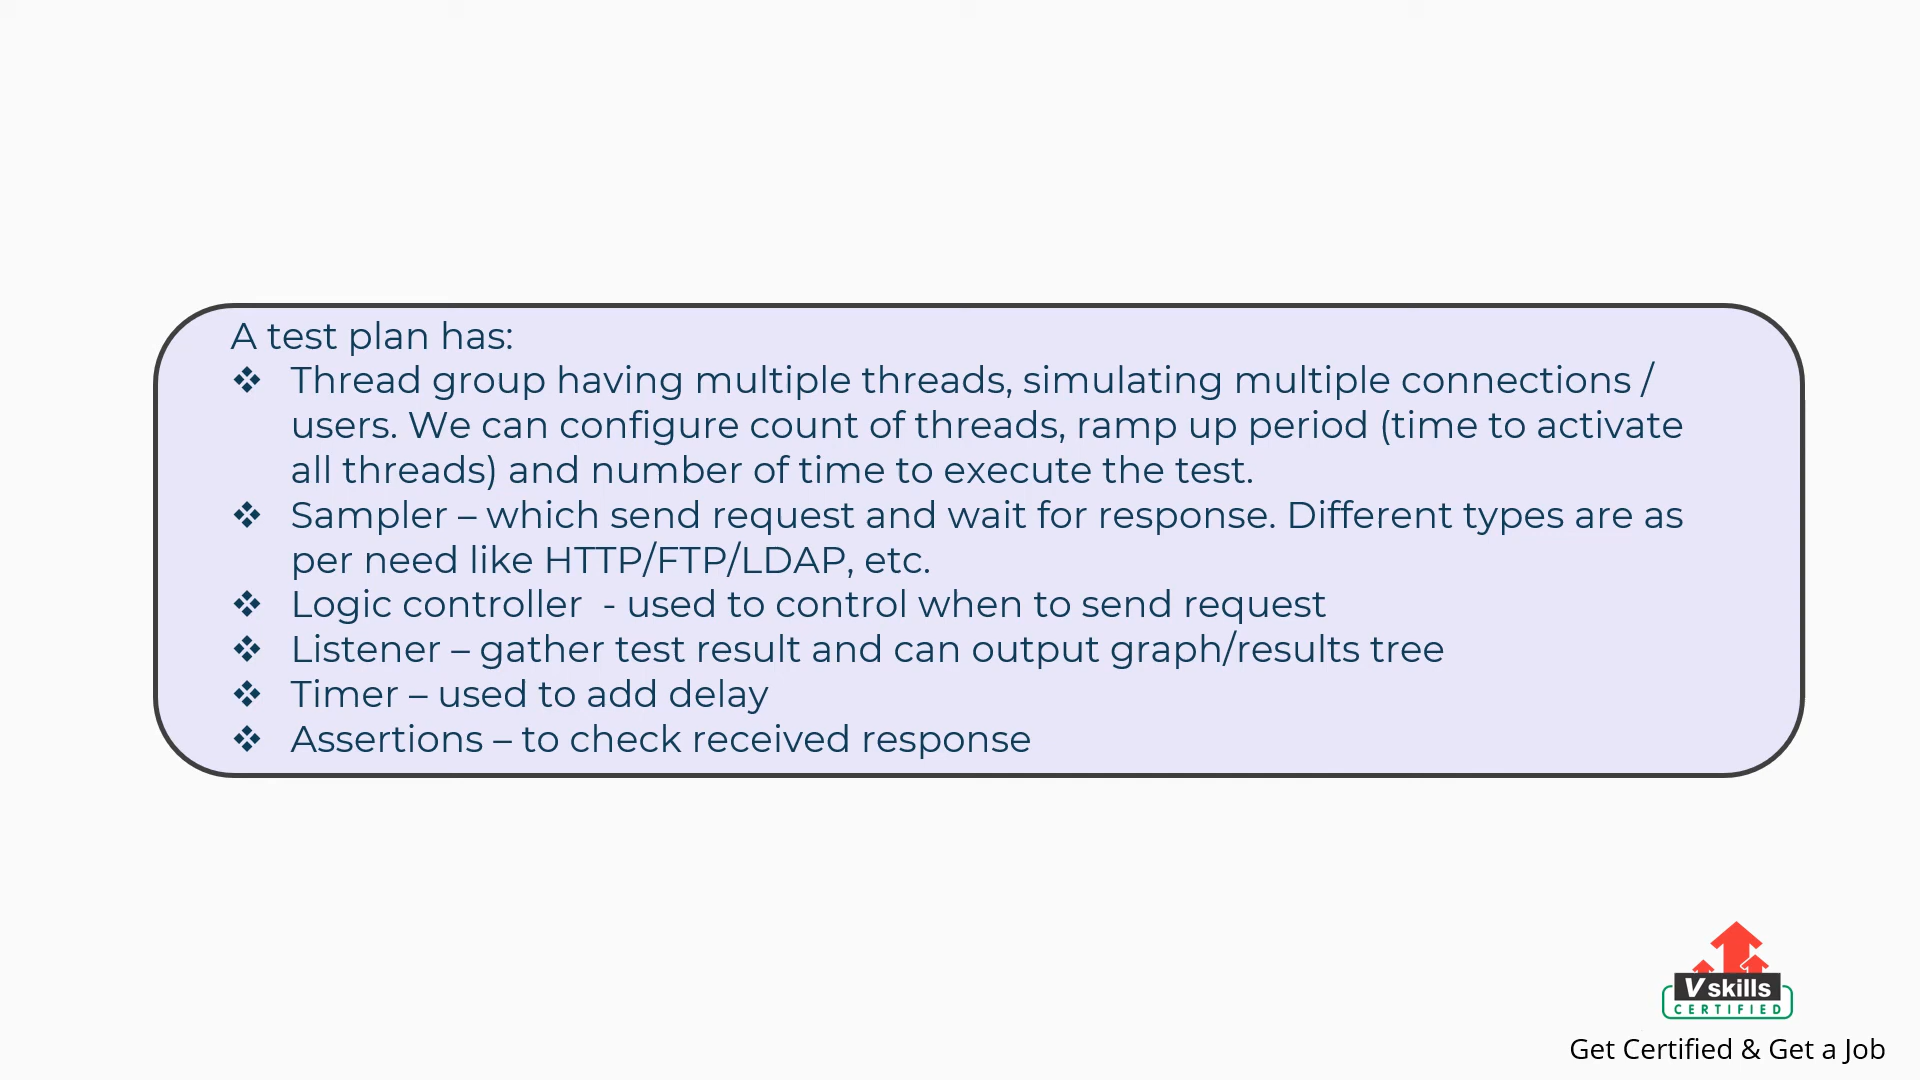 A test plan has:
❖ Thread group having multiple threads, simulating multiple connections /
users. We can configure count of threads, ramp up period (time to activate
all threads) and number of time to execute the test.
❖ Sampler – which send request and wait for response. Different types are as
per need like HTTP/FTP/LDAP, etc.
❖ Logic controller  - used to control when to send request
❖ Listener – gather test result and can output graph/results tree
❖ Timer – used to add delay
❖ Assertions – to check received response
Vskills
CERTIFIED
Get Certified & Get a Job